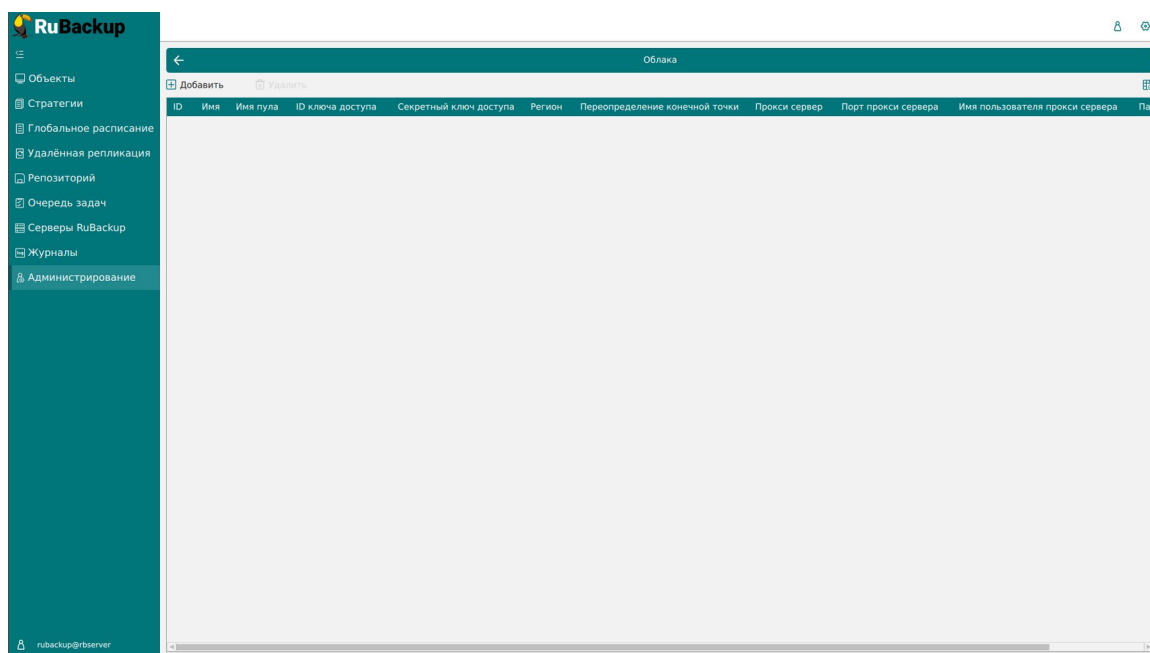 RuBackup
Облака
Объекты
Добавить Удалить
Стратегии
ID Имя Имя пула ID ключа доступа Секретный ключ доступа Регион Переопределение конечной точки Прокси сервер Порт прокси сервера Имя пользователя прокси сервера Па
Глобальное расписание
Удалённая репликация
Репозиторий
Очередь задач
Серверы RuBackup
Журналы
Администрирование
rubackup@rbserver